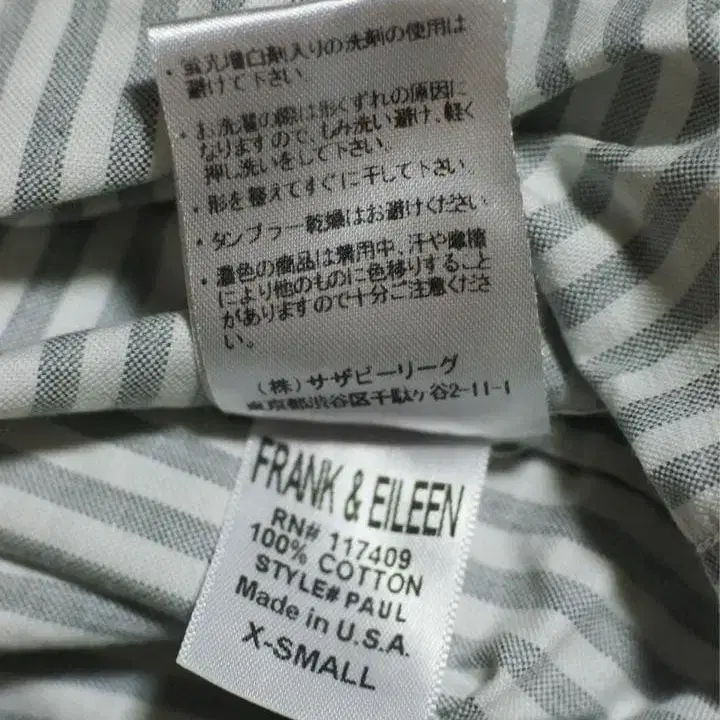 ・蛍光増白剤入りの洗剤の使用は
避けて下さい。
・お洗濯の際は形くずれの原因に
なりますので、もみ洗い避け、軽く
押し洗いをして下さい。
・形を整えてすぐに干して下さい。
・タンブラー乾燥はお避けください
・濃色の商品は着用中、汗や摩擦
により他のものに色移りすること
がありますので十分ご注意くださ
い。
(株)サザビーリーグ
東京都渋谷区千駄ヶ谷2-11-1
FRANK & EILEEN
RN# 117409
100% COTTON
STYLE# PAUL
Made in U.S.A.
X-SMALL